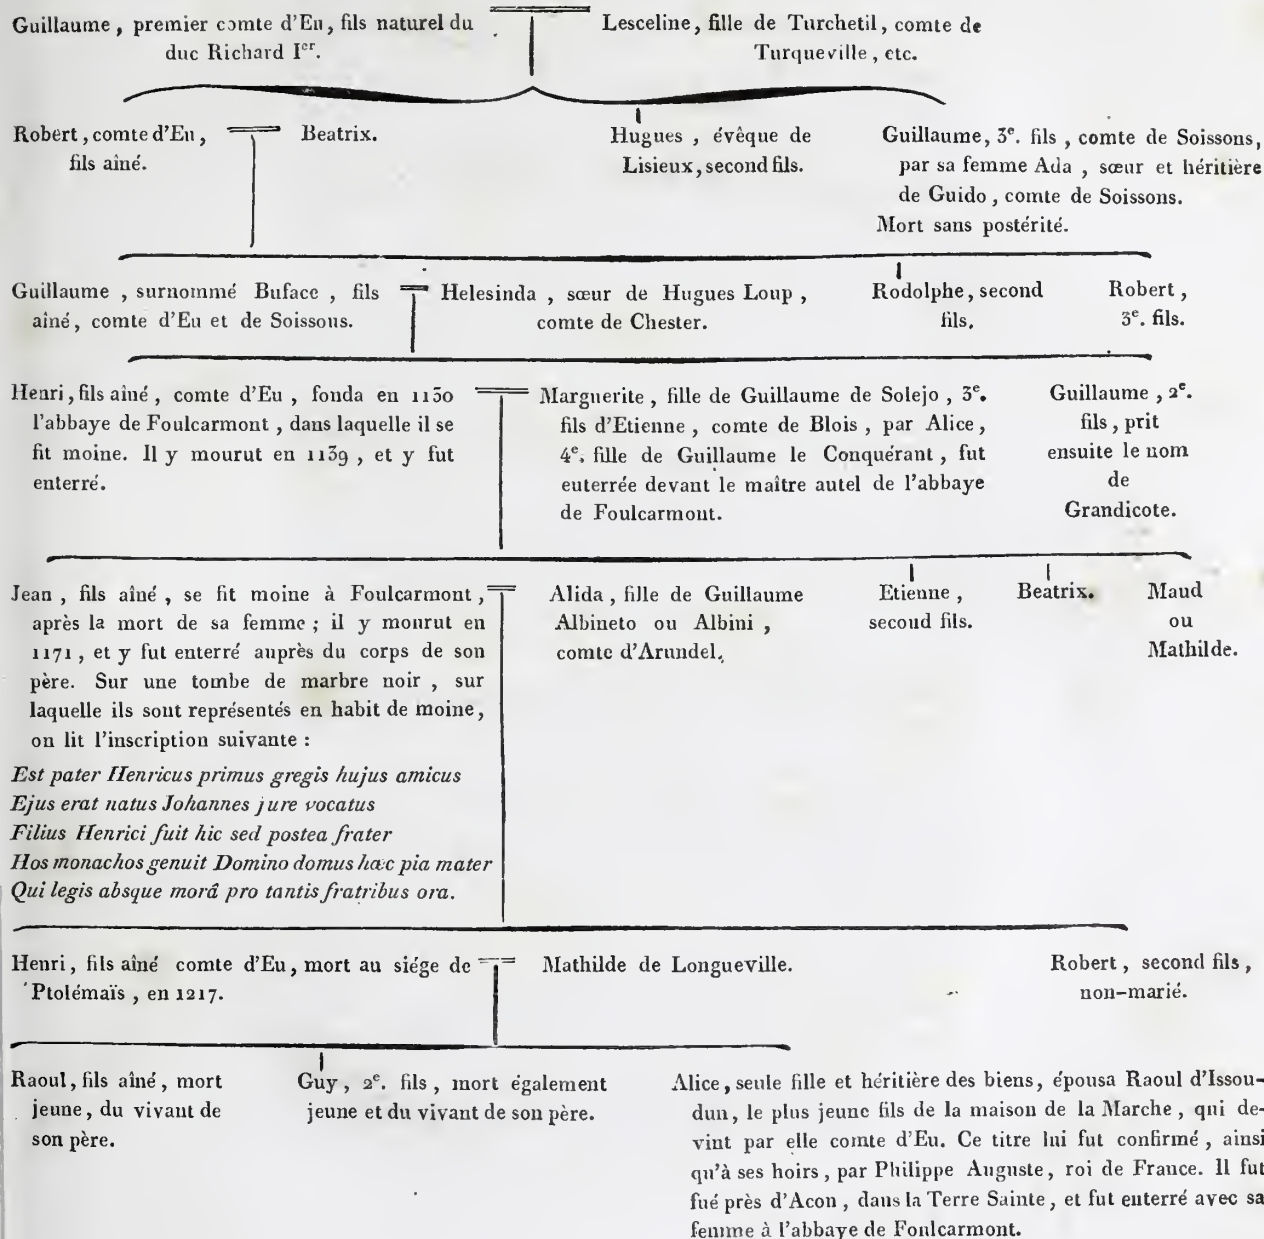 Guillaume, premier comte d'Eu, fils naturel du
duc Richard Ier.
Lesceline, fille de Turchetil, comte de
Turqueville, etc.
Robert, comte d'Eu,
fils aîné.
Beatrix.
Hugues, évêque de
Lisieux, second fils.
Guillaume, 3e. fils, comte de Soissons,
par sa femme Ada, sœur et héritière
de Guido, comte de Soissons.
Mort sans postérité.
Guillaume, surnommé Buface, fils
aîné, comte d'Eu et de Soissons.
Helesinda, sœur de Hugues Loup,
comte de Chester.
Rodolphe, second
fils.
Robert,
3e. fils.
Henri, fils aîné, comte d'Eu, fonda en 1130
l'abbaye de Foulcarmont, dans laquelle il se
fit moine. Il y mourut en 1139, et y fut
enterré.
Marguerite, fille de Guillaume de Solejo, 3e.
fils d'Etienne, comte de Blois, par Alice,
4e. fille de Guillaume le Conquérant, fut
enterrée devant le maître autel de l'abbaye
de Foulcarmont.
Guillaume, 2e.
fils, prit
ensuite le nom
de
Grandicote.
Jean, fils aîné, se fit moine à Foulcarmont,
après la mort de sa femme; il y mourut en
1171, et y fut enterré auprès du corps de son
père. Sur une tombe de marbre noir, sur
laquelle ils sont représentés en habit de moine,
on lit l'inscription suivante :
Est pater Henricus primus gregis hujus amicus
Ejus erat natus Johannes jure vocatus
Filius Henrici fuit hic sed postea frater
Hos monachos genuit Domino domus hæc pia mater
Qui legis absque morâ pro tantis fratribus ora.
Alida, fille de Guillaume
Albineto ou Albini,
comte d'Arundel.
Etienne,
second fils.
Beatrix.
Maud
ou
Mathilde.
Henri, fils aîné comte d'Eu, mort au siége de
Ptolémaïs, en 1217.
Mathilde de Longueville.
Robert, second fils,
non-marié.
Raoul, fils aîné, mort
jeune, du vivant de
son père.
Guy, 2e. fils, mort également
jeune et du vivant de son père.
Alice, seule fille et héritière des biens, épousa Raoul d'Issou-
dun, le plus jeune fils de la maison de la Marche, qui de-
vint par elle comte d'Eu. Ce titre lui fut confirmé, ainsi
qu'à ses hoirs, par Philippe Auguste, roi de France. Il fut
fué près d'Acon, dans la Terre Sainte, et fut enterré avec sa
femme à l'abbaye de Foulcarmont.